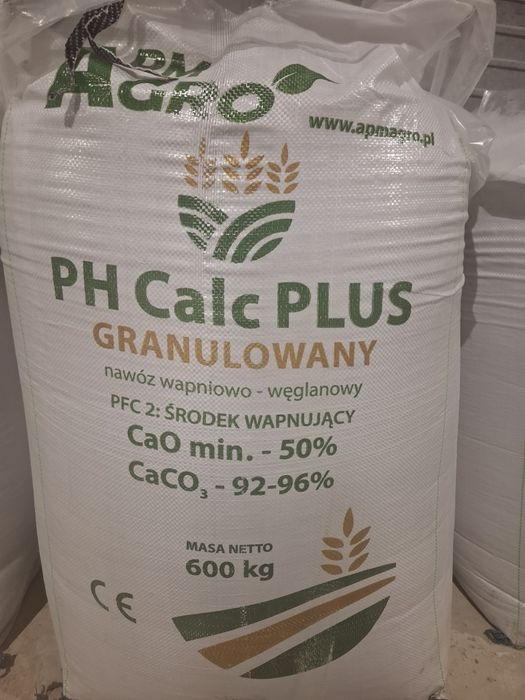 APM
AGRO
www.apmagro.pl
PH Calc PLUS
GRANULOWANY
nawóz wapniowo - węglanowy
PFC 2: ŚRODEK WAPNUJĄCY
CaO min. - 50%
CaCO₃ - 92-96%
MASA NETTO
600 kg
CE